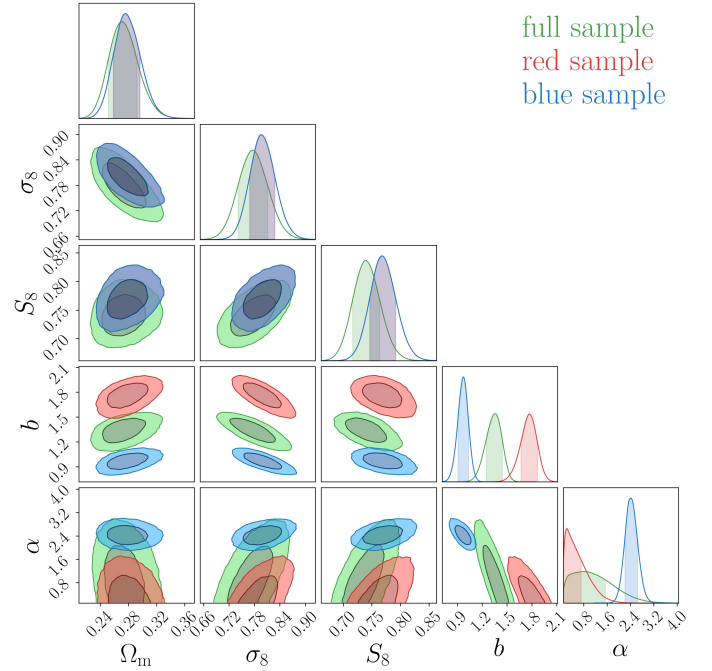 full sample
red sample
blue sample
0.90
0.84
0.78
0.72
0.66
σ8
0.85
0.80
0.75
0.70
S8
2.1
1.8
1.5
1.2
0.9
b
4.0
3.2
2.4
1.6
0.8
α
0.24 0.28 0.32 0.36 0.66 0.72 0.78 0.84 0.90 0.70 0.75 0.80 0.85 0.9 1.2 1.5 1.8 2.1 0.8 1.6 2.4 3.2 4.0
Ωm σ8 S8 b α